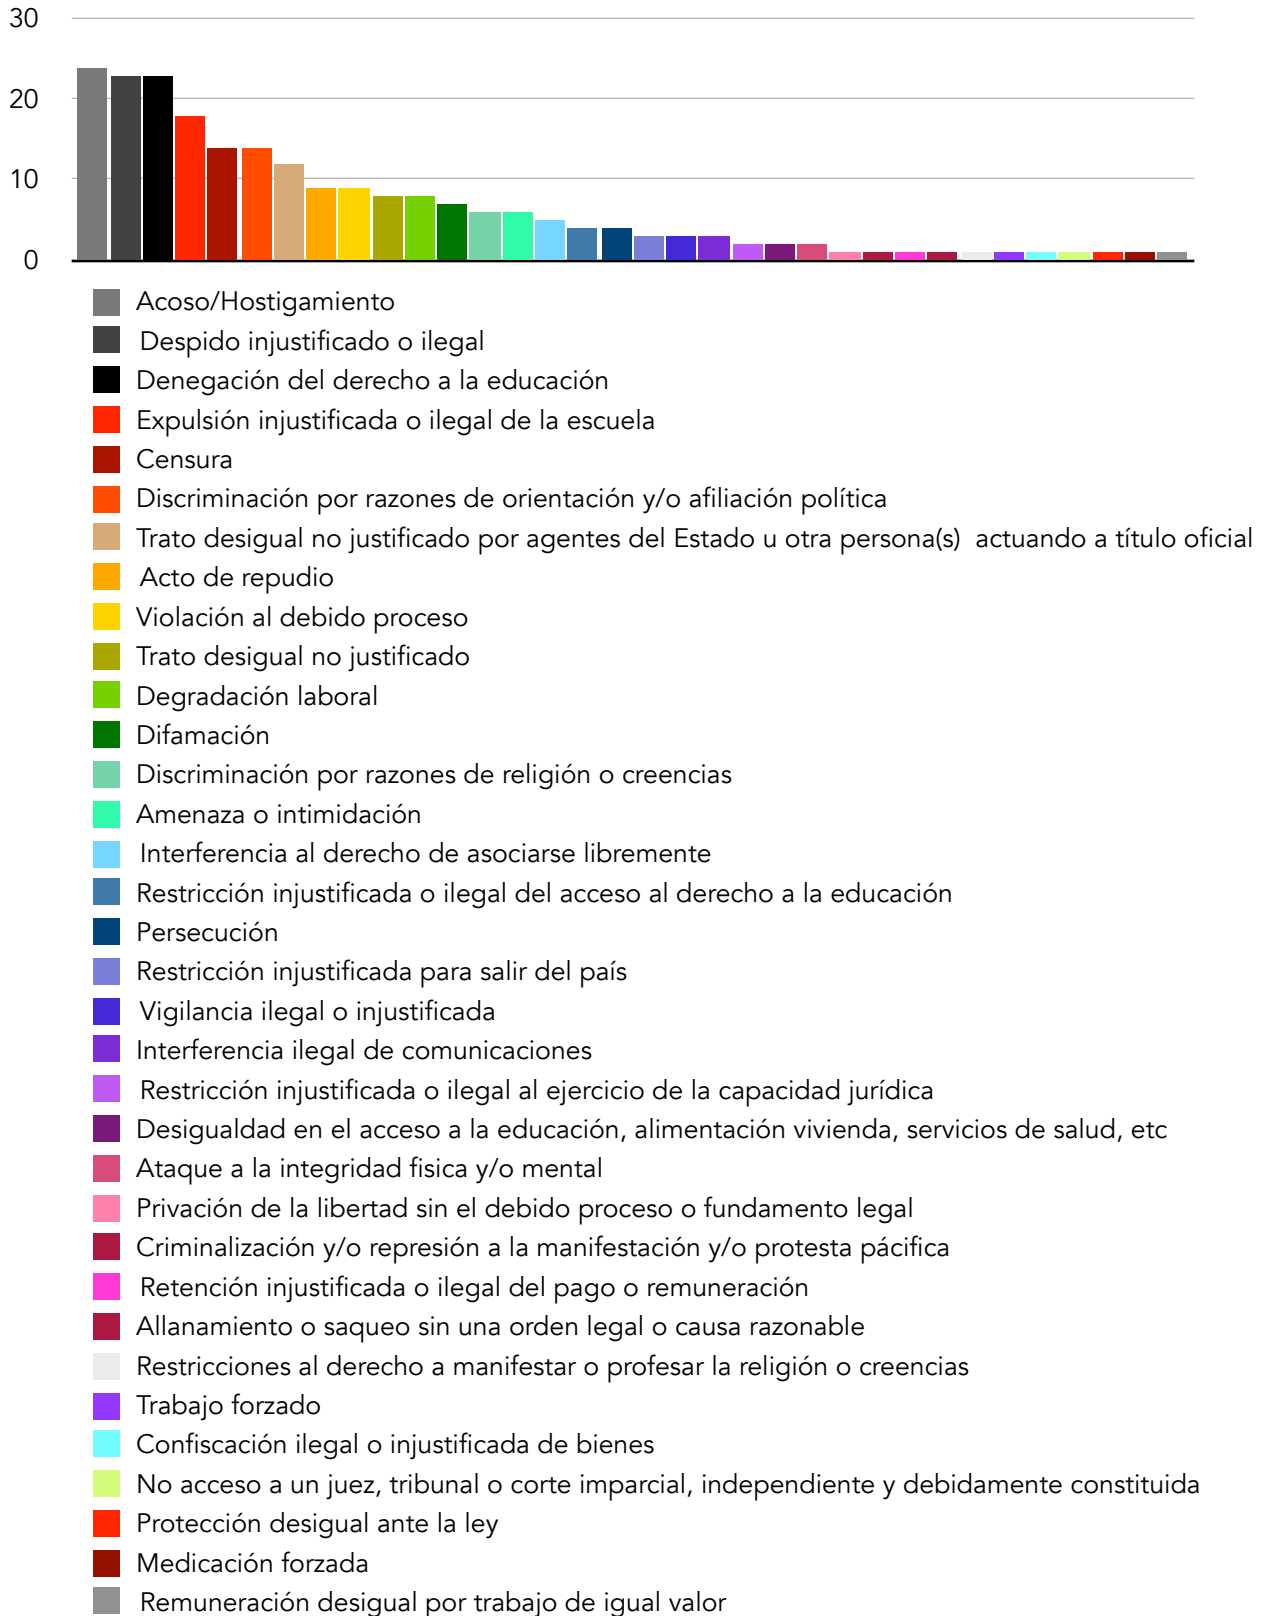 30
20
10
0
Acoso/Hostigamiento
Despido injustificado o ilegal
Denegación del derecho a la educación
Expulsión injustificada o ilegal de la escuela
Censura
Discriminación por razones de orientación y/o afiliación política
Trato desigual no justificado por agentes del Estado u otra persona(s) actuando a título oficial
Acto de repudio
Violación al debido proceso
Trato desigual no justificado
Degradación laboral
Difamación
Discriminación por razones de religión o creencias
Amenaza o intimidación
Interferencia al derecho de asociarse libremente
Restricción injustificada o ilegal del acceso al derecho a la educación
Persecución
Restricción injustificada para salir del país
Vigilancia ilegal o injustificada
Interferencia ilegal de comunicaciones
Restricción injustificada o ilegal al ejercicio de la capacidad jurídica
Desigualdad en el acceso a la educación, alimentación vivienda, servicios de salud, etc
Ataque a la integridad fisica y/o mental
Privación de la libertad sin el debido proceso o fundamento legal
Criminalización y/o represión a la manifestación y/o protesta pácifica
Retención injustificada o ilegal del pago o remuneración
Allanamiento o saqueo sin una orden legal o causa razonable
Restricciones al derecho a manifestar o profesar la religión o creencias
Trabajo forzado
Confiscación ilegal o injustificada de bienes
No acceso a un juez, tribunal o corte imparcial, independiente y debidamente constituida
Protección desigual ante la ley
Medicación forzada
Remuneración desigual por trabajo de igual valor